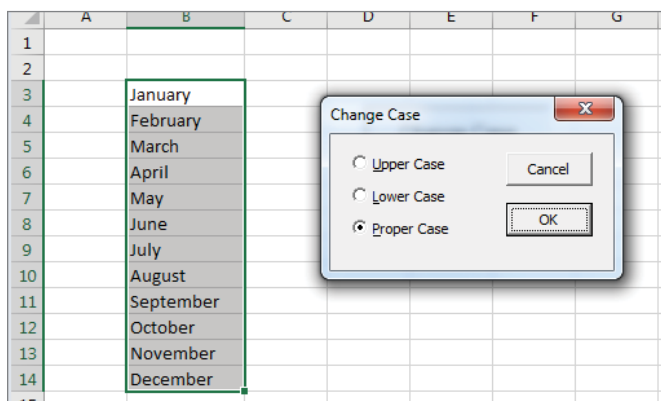 A B C D E F G
1
2
3 January
4 February
5 March
6 April
7 May
8 June
9 July
10 August
11 September
12 October
13 November
14 December
Change Case
Upper Case
Lower Case
Proper Case
Cancel
OK